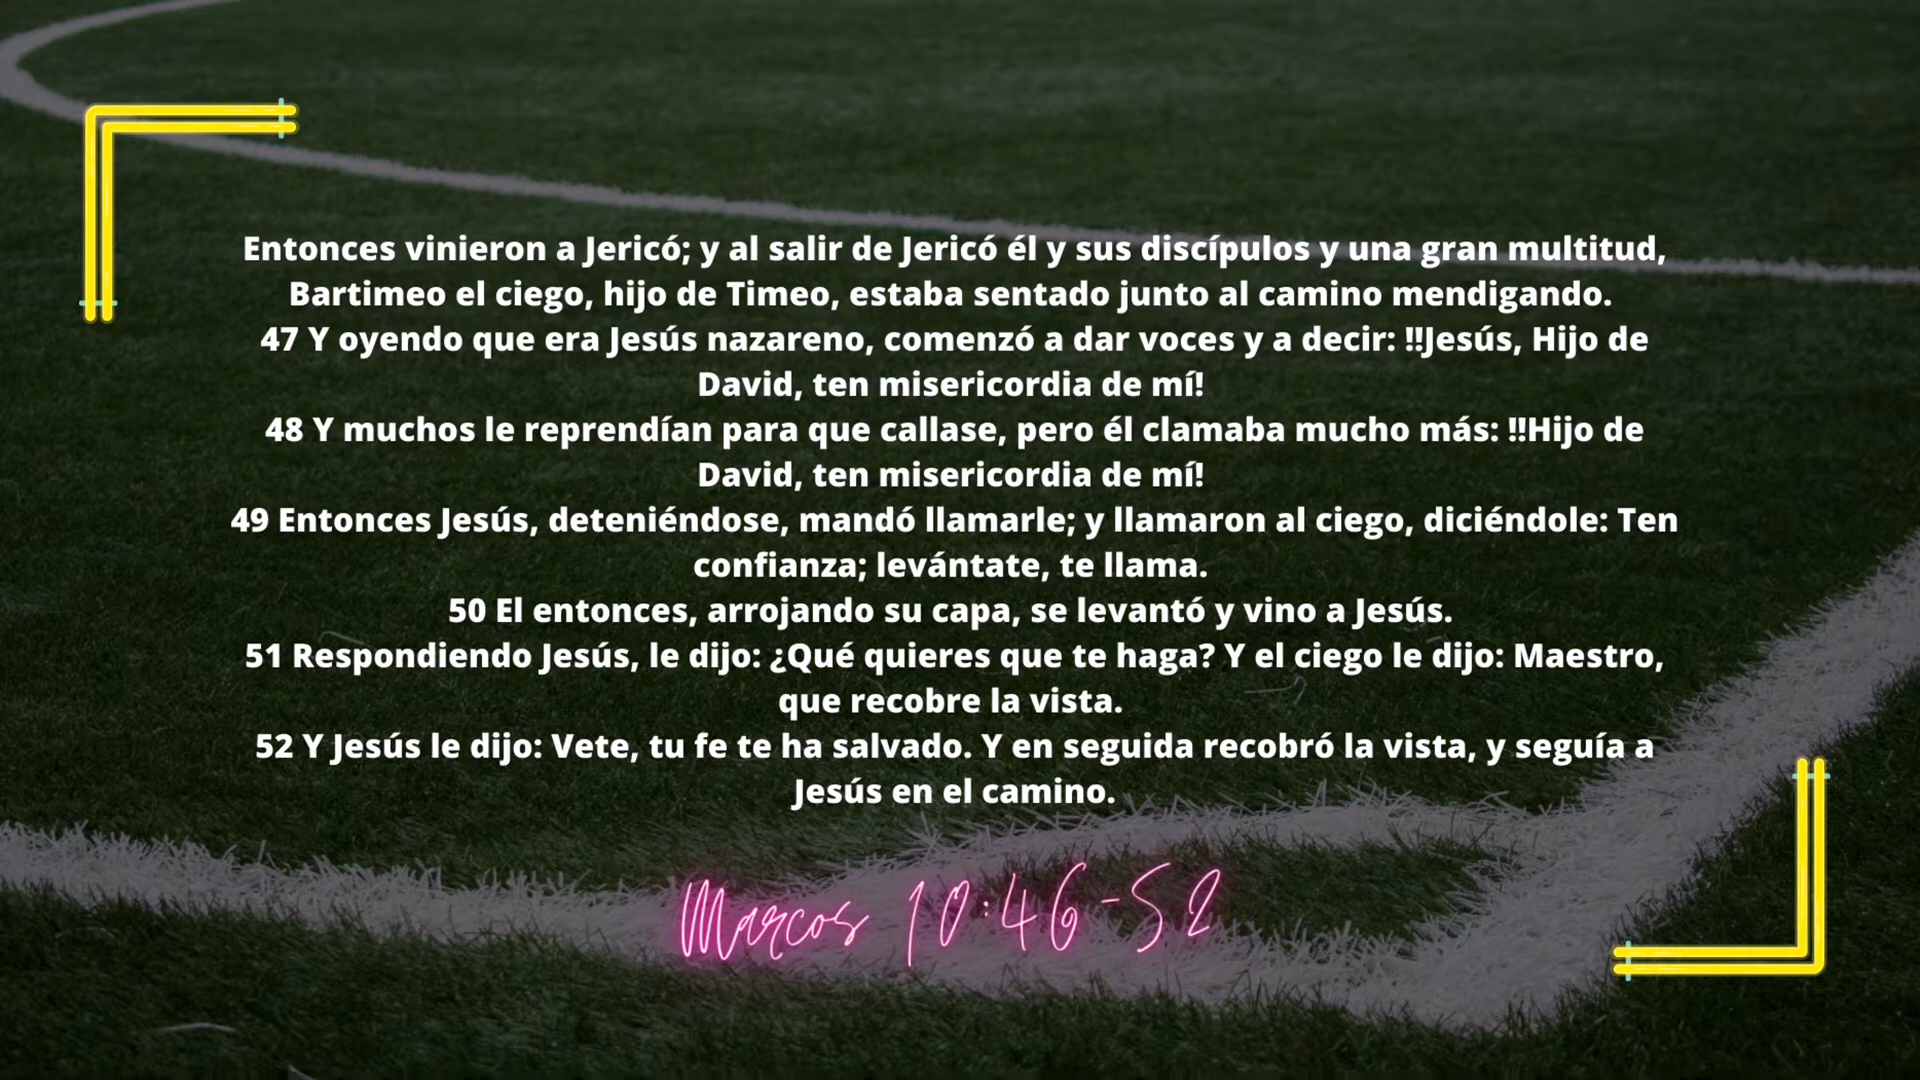 Entonces vinieron a Jericó; y al salir de Jericó él y sus discípulos y una gran multitud,
Bartimeo el ciego, hijo de Timeo, estaba sentado junto al camino mendigando.
47 Y oyendo que era Jesús nazareno, comenzó a dar voces y a decir: !!Jesús, Hijo de
David, ten misericordia de mí!
48 Y muchos le reprendían para que callase, pero él clamaba mucho más: !!Hijo de
David, ten misericordia de mí!
49 Entonces Jesús, deteniéndose, mandó llamarle; y llamaron al ciego, diciéndole: Ten
confianza; levántate, te llama.
50 El entonces, arrojando su capa, se levantó y vino a Jesús.
51 Respondiendo Jesús, le dijo: ¿Qué quieres que te haga? Y el ciego le dijo: Maestro,
que recobre la vista.
52 Y Jesús le dijo: Vete, tu fe te ha salvado. Y en seguida recobró la vista, y seguía a
Jesús en el camino.
Marcos 10:46-52